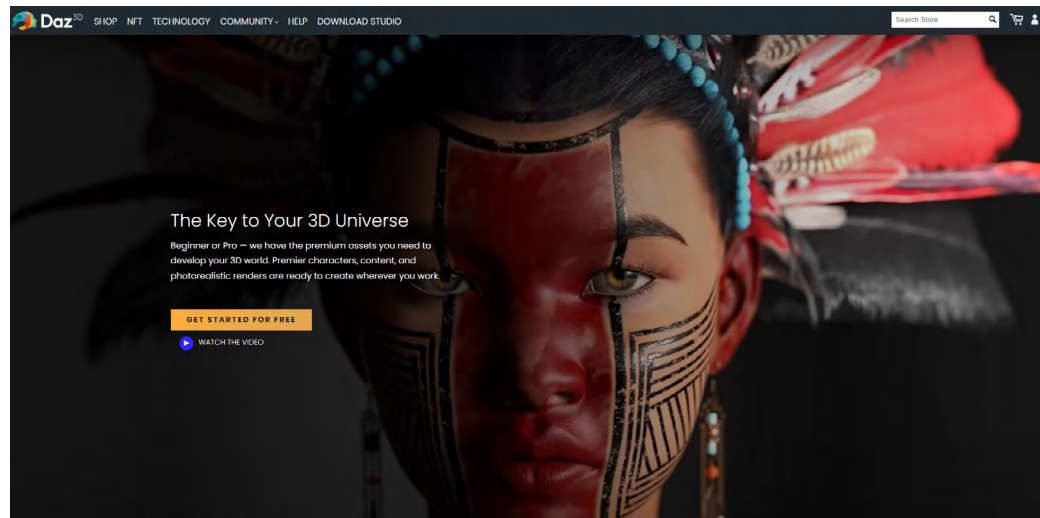 Daz 3D SHOP NFT TECHNOLOGY COMMUNITY HELP DOWNLOAD STUDIO Search Store
The Key to Your 3D Universe
Beginner or Pro — we have the premium assets you need to
develop your 3D world. Premier characters, content, and
photorealistic renders are ready to create wherever you work.
GET STARTED FOR FREE
WATCH THE VIDEO